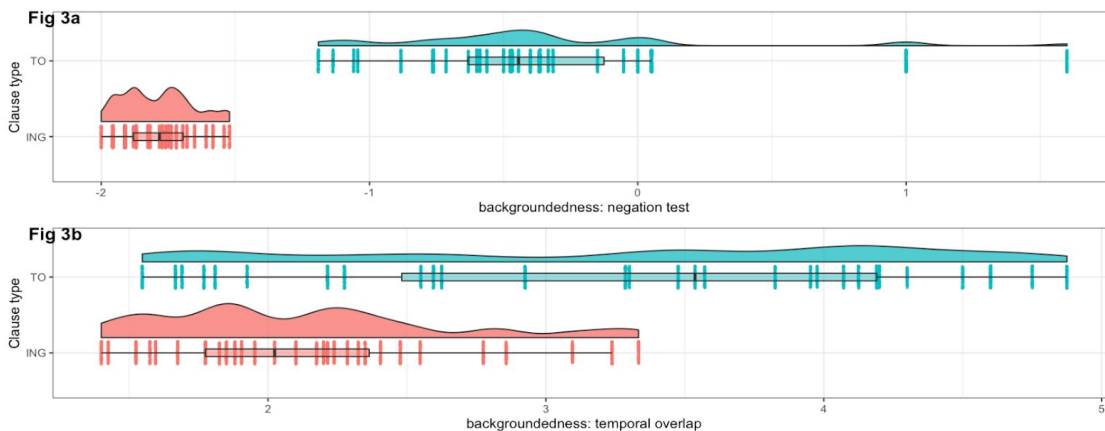 Fig 3a
Clause type
TO
ING
-2 -1 0 1
backgroundedness: negation test
Fig 3b
Clause type
TO
ING
2 3 4 5
backgroundedness: temporal overlap